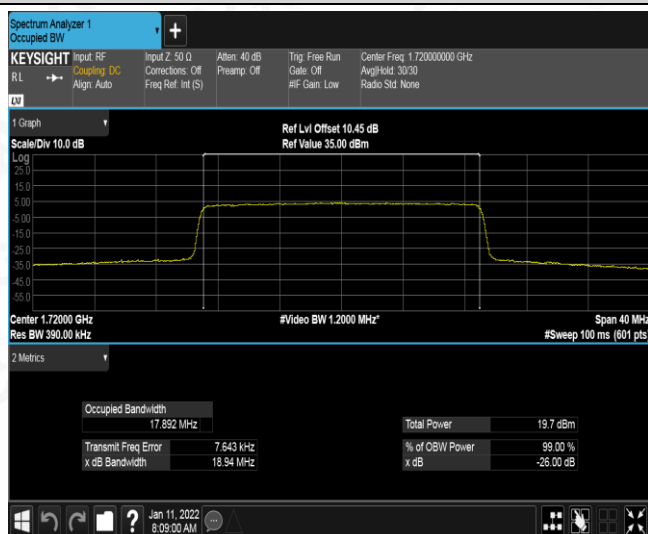 Spectrum Analyzer 1
Occupied BW
+
KEYSIGHT
R L
LXI
Input: RF
Coupling: DC
Align: Auto
Input Z: 50 Ω
Corrections: Off
Freq Ref: Int (S)
Atten: 40 dB
Preamp: Off
Trig: Free Run
Gate: Off
#IF Gain: Low
Center Freq: 1.720000000 GHz
Avg|Hold: 30/30
Radio Std: None
1 Graph
Scale/Div 10.0 dB
Ref Lvl Offset 10.45 dB
Ref Value 35.00 dBm
Log
25.0
15.0
5.00
-5.00
-15.0
-25.0
-35.0
-45.0
-55.0
Center 1.72000 GHz
Res BW 390.00 kHz
#Video BW 1.2000 MHz*
Span 40 MHz
#Sweep 100 ms (601 pts)
2 Metrics
Occupied Bandwidth
17.892 MHz
Transmit Freq Error 7.643 kHz
x dB Bandwidth 18.94 MHz
Total Power 19.7 dBm
% of OBW Power 99.00 %
x dB -26.00 dB
?
Jan 11, 2022
8:09:00 AM